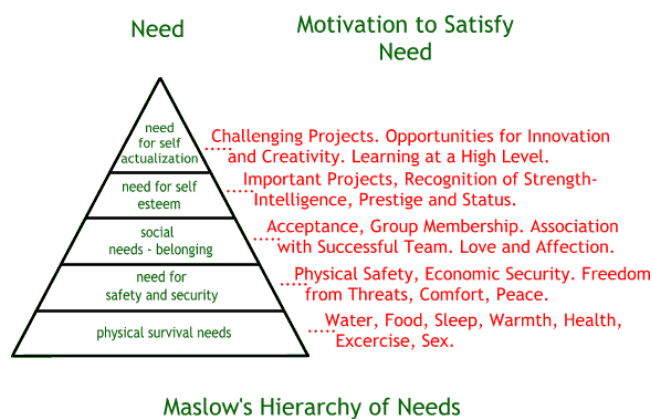 Need
Motivation to Satisfy
Need
need
for self
actualization
Challenging Projects. Opportunities for Innovation
and Creativity. Learning at a High Level.
need for self
esteem
Important Projects, Recognition of Strength-
Intelligence, Prestige and Status.
social
needs - belonging
Acceptance, Group Membership. Association
with Successful Team. Love and Affection.
need for
safety and security
Physical Safety, Economic Security. Freedom
from Threats, Comfort, Peace.
physical survival needs
Water, Food, Sleep, Warmth, Health,
Excercise, Sex.
Maslow's Hierarchy of Needs